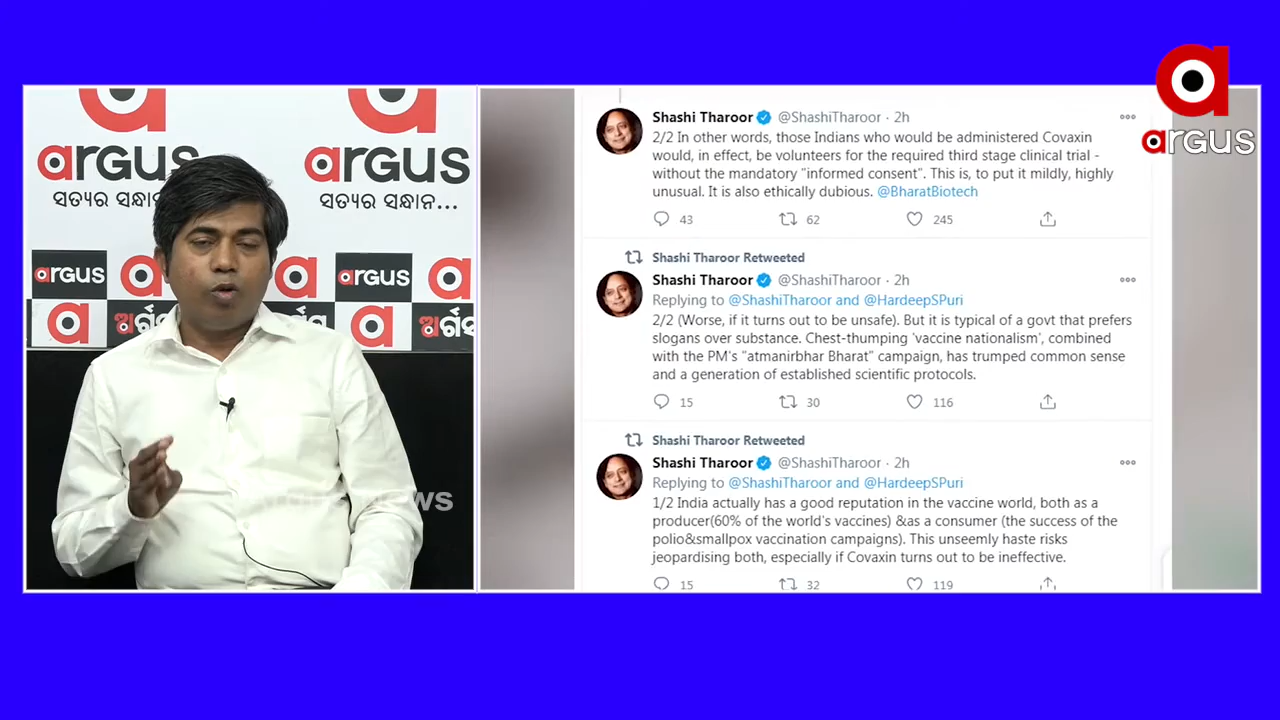 argus
argus
ସତ୍ୟର ସନ୍ଧାନ...
argus
ସତ୍ୟର ସନ୍ଧାନ...
argus
argus
argus News
Shashi Tharoor @ShashiTharoor · 2h
2/2 In other words, those Indians who would be administered Covaxin
would, in effect, be volunteers for the required third stage clinical trial -
without the mandatory "informed consent". This is, to put it mildly, highly
unusual. It is also ethically dubious. @BharatBiotech
43 62 245
Shashi Tharoor Retweeted
Shashi Tharoor @ShashiTharoor · 2h
Replying to @ShashiTharoor and @HardeepSPuri
2/2 (Worse, if it turns out to be unsafe). But it is typical of a govt that prefers
slogans over substance. Chest-thumping 'vaccine nationalism', combined
with the PM's "atmanirbhar Bharat" campaign, has trumped common sense
and a generation of established scientific protocols.
15 30 116
Shashi Tharoor Retweeted
Shashi Tharoor @ShashiTharoor · 2h
Replying to @ShashiTharoor and @HardeepSPuri
1/2 India actually has a good reputation in the vaccine world, both as a
producer(60% of the world's vaccines) &as a consumer (the success of the
polio&smallpox vaccination campaigns). This unseemly haste risks
jeopardising both, especially if Covaxin turns out to be ineffective.
15 32 119